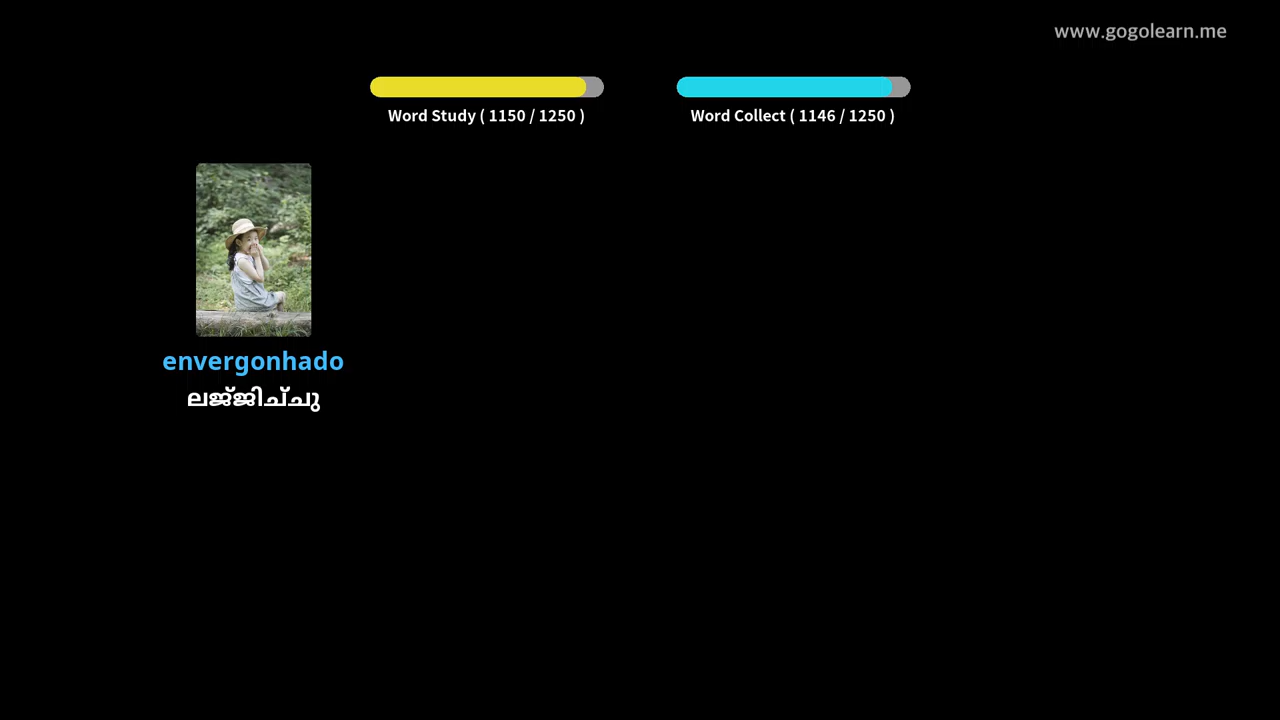 www.gogolearn.me
Word Study ( 1150 / 1250 )
Word Collect ( 1146 / 1250 )
envergonhado
ലജ്ജിച്ചു